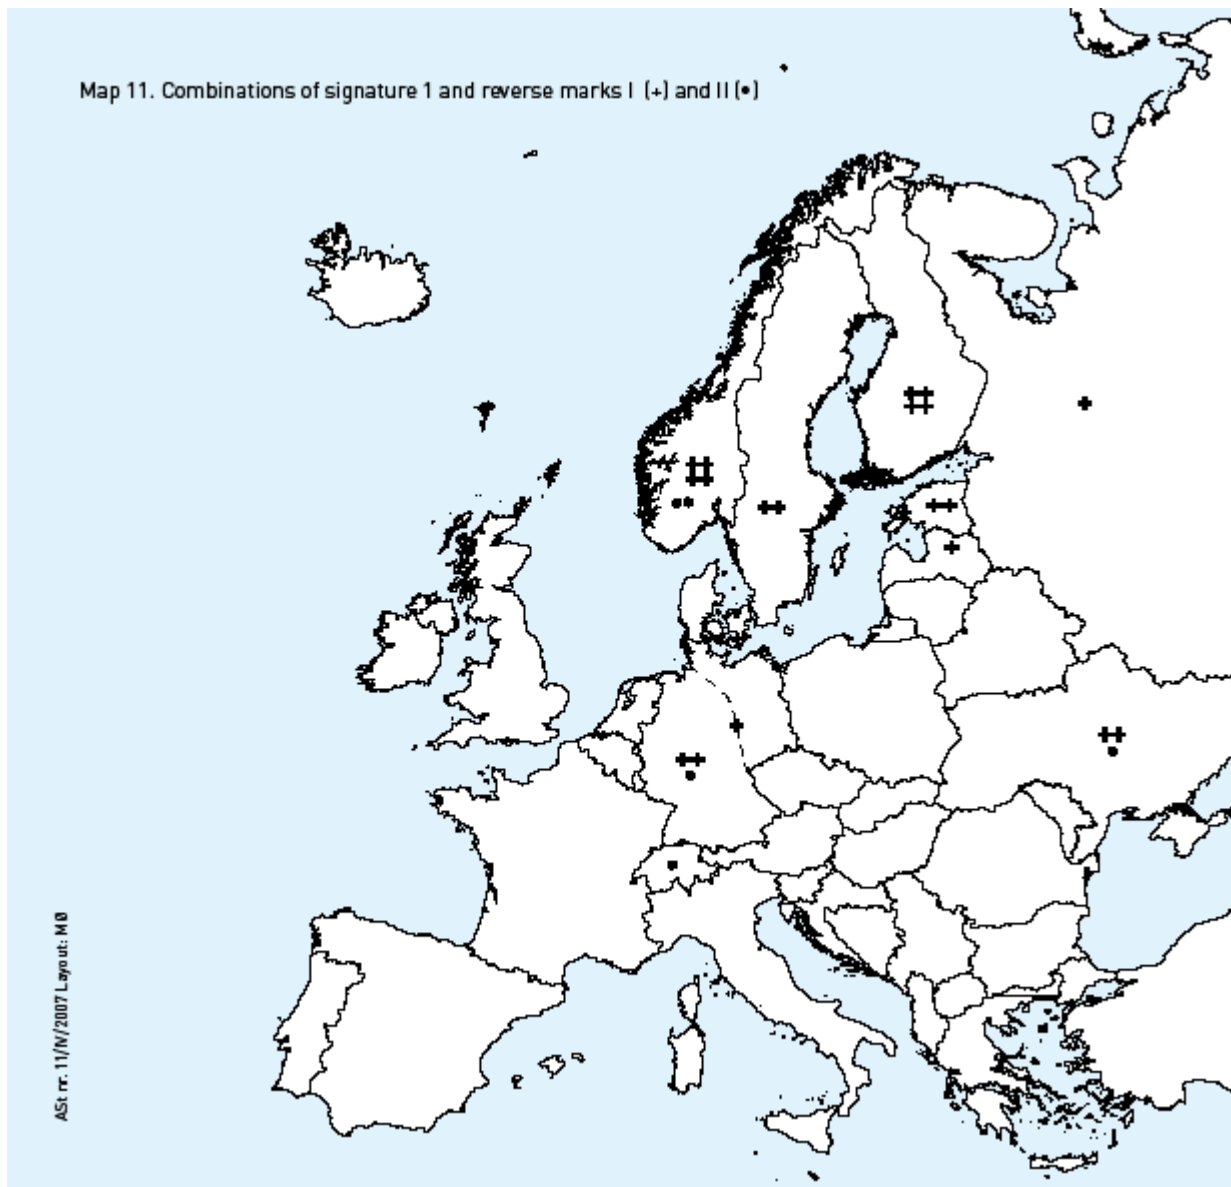 Map 11. Combinations of signature 1 and reverse marks I (+) and II (•)
ASt nr. 11/N/2007 Layout: MØ